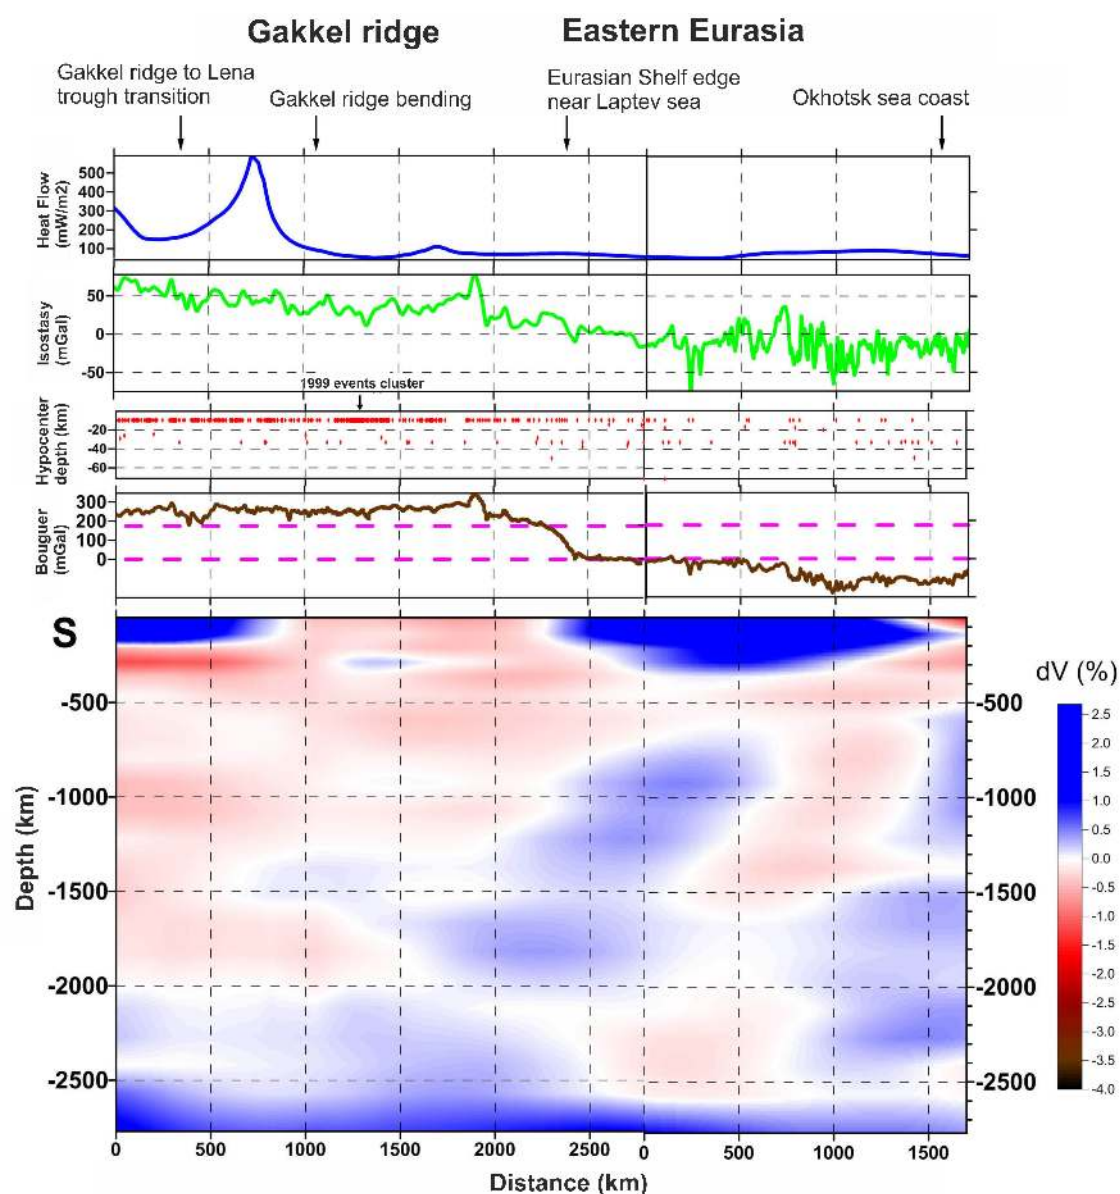 Gakkel ridge
Eastern Eurasia
Gakkel ridge to Lena
trough transition
Gakkel ridge bending
Eurasian Shelf edge
near Laptev sea
Okhotsk sea coast
Heat Flow
(mW/m2)
500
400
300
200
100
Isostasy
(mGal)
50
0
-50
1999 events cluster
Hypocenter
depth (km)
-20
-40
-60
Bouguer
(mGal)
300
200
100
0
S
Depth (km)
-500
-1000
-1500
-2000
-2500
-500
-1000
-1500
-2000
-2500
dV (%)
2.5
2.0
1.5
1.0
0.5
0.0
-0.5
-1.0
-1.5
-2.0
-2.5
-3.0
-3.5
-4.0
0 500 1000 1500 2000 2500 0 500 1000 1500
Distance (km)